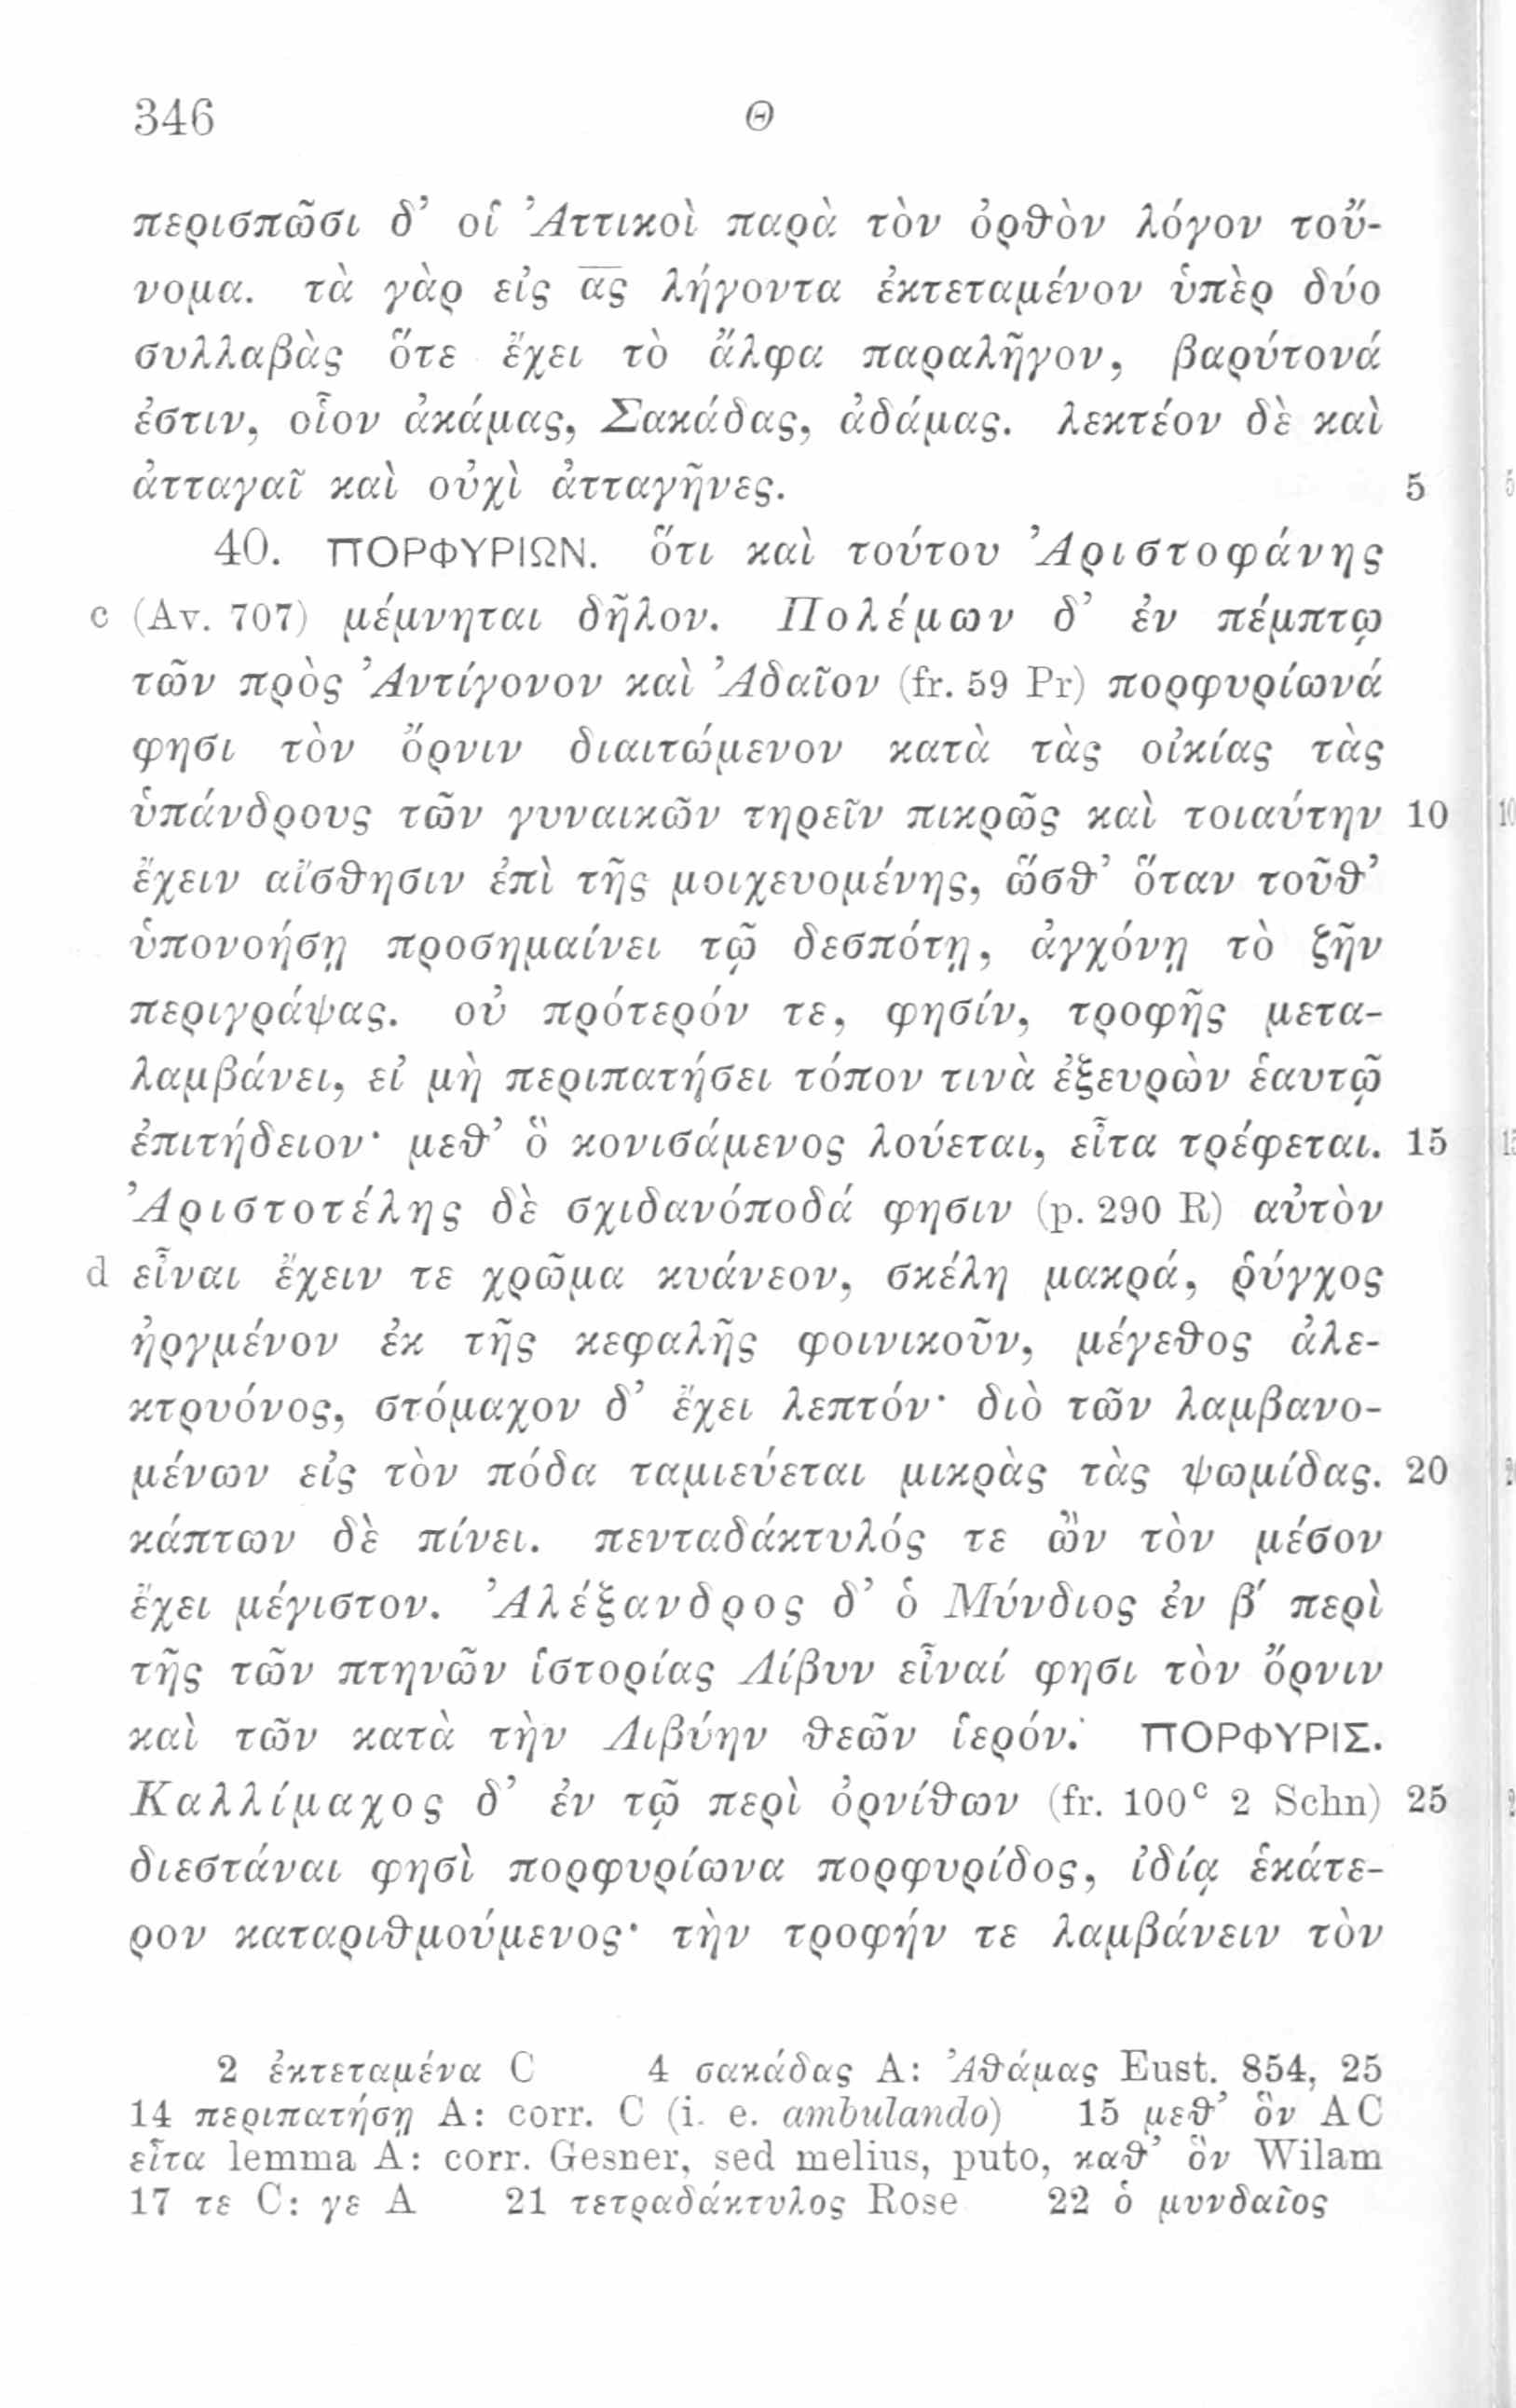 346 Θ
περισπῶσι δ’ οἱ Ἀττικοὶ παρὰ τὸν ὀρθὸν λόγον τοὔ-
νομα. τὰ γὰρ εἰς ας λήγοντα ἐκτεταμένον ὑπὲρ δύο
συλλαβὰς ὅτε ἔχει τὸ ἄλφα παραλῆγον, βαρύτονά
ἐστιν, οἷον ἀκάμας, Σακάδας, ἀδάμας. λεκτέον δὲ καὶ
ἀτταγαῖ καὶ οὐχὶ ἀτταγῆνες. 5
40. ΠΟΡΦΥΡΙΩΝ. ὅτι καὶ τούτου Ἀριστοφάνης
c (Av. 707) μέμνηται δῆλον. Πολέμων δ’ ἐν πέμπτῳ
τῶν πρὸς Ἀντίγονον καὶ Ἀδαῖον (fr. 59 Pr) πορφυρίωνά
φησι τὸν ὄρνιν διαιτώμενον κατὰ τὰς οἰκίας τὰς
ὑπάνδρους τῶν γυναικῶν τηρεῖν πικρῶς καὶ τοιαύτην 10
ἔχειν αἴσθησιν ἐπὶ τῆς μοιχευομένης, ὥσθ’ ὅταν τοῦθ’
ὑπονοήσῃ προσημαίνει τῷ δεσπότῃ, ἀγχόνῃ τὸ ζῆν
περιγράψας. οὐ πρότερόν τε, φησίν, τροφῆς μετα-
λαμβάνει, εἰ μὴ περιπατήσει τόπον τινὰ ἐξευρὼν ἑαυτῷ
ἐπιτήδειον· μεθ’ ὃ κονισάμενος λούεται, εἶτα τρέφεται. 15
Ἀριστοτέλης δὲ σχιδανόποδά φησιν (p. 290 R) αὐτὸν
d εἶναι ἔχειν τε χρῶμα κυάνεον, σκέλη μακρά, ῥύγχος
ἠργμένον ἐκ τῆς κεφαλῆς φοινικοῦν, μέγεθος ἀλε-
κτρυόνος, στόμαχον δ’ ἔχει λεπτόν· διὸ τῶν λαμβανο-
μένων εἰς τὸν πόδα ταμιεύεται μικρὰς τὰς ψωμίδας. 20
κάπτων δὲ πίνει. πενταδάκτυλός τε ὢν τὸν μέσον
ἔχει μέγιστον. Ἀλέξανδρος δ’ ὁ Μύνδιος ἐν β′ περὶ
τῆς τῶν πτηνῶν ἱστορίας Λίβυν εἶναί φησι τὸν ὄρνιν
καὶ τῶν κατὰ τὴν Λιβύην θεῶν ἱερόν. ΠΟΡΦΥΡΙΣ.
Καλλίμαχος δ’ ἐν τῷ περὶ ὀρνίθων (fr. 100ᶜ 2 Schn) 25
διεστάναι φησὶ πορφυρίωνα πορφυρίδος, ἰδίᾳ ἑκάτε-
ρον καταριθμούμενος· τὴν τροφήν τε λαμβάνειν τὸν
2 ἐκτεταμένα C 4 σακάδας A: Ἀθάμας Eust. 854, 25
14 περιπατήσῃ A: corr. C (i. e. ambulando) 15 μεθ’ ὃν AC
εἶτα lemma A: corr. Gesner, sed melius, puto, καθ’ ὃν Wilam
17 τε C: γε A 21 τετραδάκτυλος Rose 22 ὁ μυνδαῖος